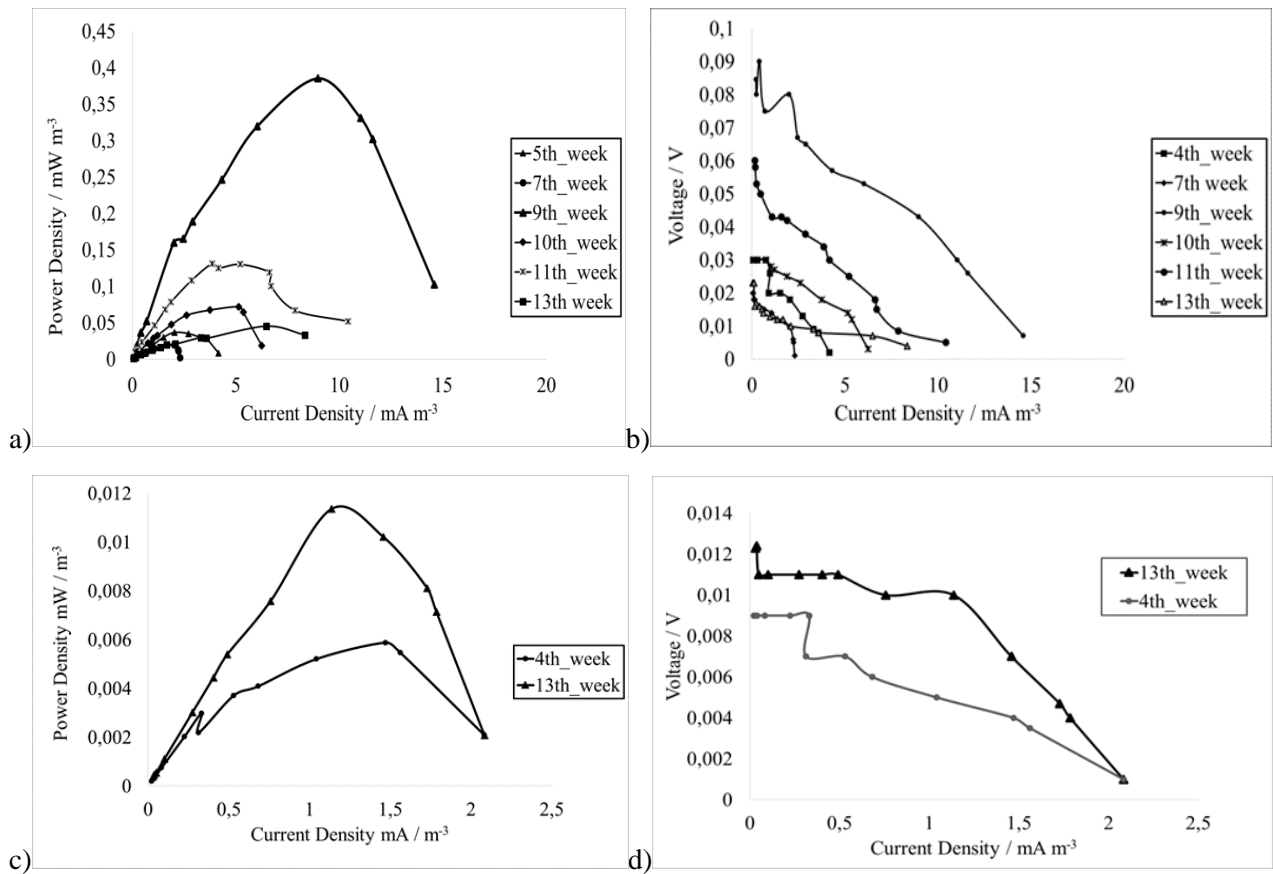 Power Density / mW m-3
0,45
0,4
0,35
0,3
0,25
0,2
0,15
0,1
0,05
0
0 5 10 15 20
Current Density / mA m-3
5th_week
7th_week
9th_week
10th_week
11th_week
13th week
a)
Voltage / V
0,1
0,09
0,08
0,07
0,06
0,05
0,04
0,03
0,02
0,01
0
0 5 10 15 20
Current Density / mA m-3
4th_week
7th week
9th_week
10th_week
11th_week
13th_week
b)
Power Density mW / m-3
0,012
0,01
0,008
0,006
0,004
0,002
0
0 0,5 1 1,5 2 2,5
Current Density mA / m-3
4th_week
13th_week
c)
Voltage / V
0,014
0,012
0,01
0,008
0,006
0,004
0,002
0
0 0,5 1 1,5 2 2,5
Current Density / mA m-3
13th_week
4th_week
d)